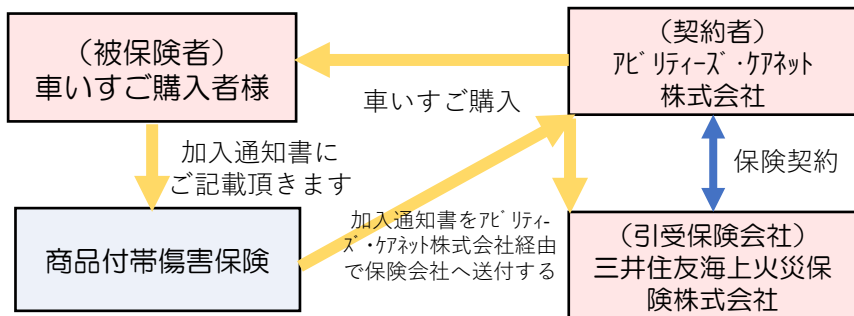 （被保険者）
車いすご購入者様
（契約者）
ｱﾋﾞﾘﾃｨｰｽﾞ・ｹｱﾈｯﾄ
株式会社
車いすご購入
加入通知書に
ご記載頂きます
保険契約
商品付帯傷害保険
加入通知書をｱﾋﾞﾘﾃｨｰ
ｽﾞ・ｹｱﾈｯﾄ株式会社経由
で保険会社へ送付する
（引受保険会社）
三井住友海上火災保
険株式会社